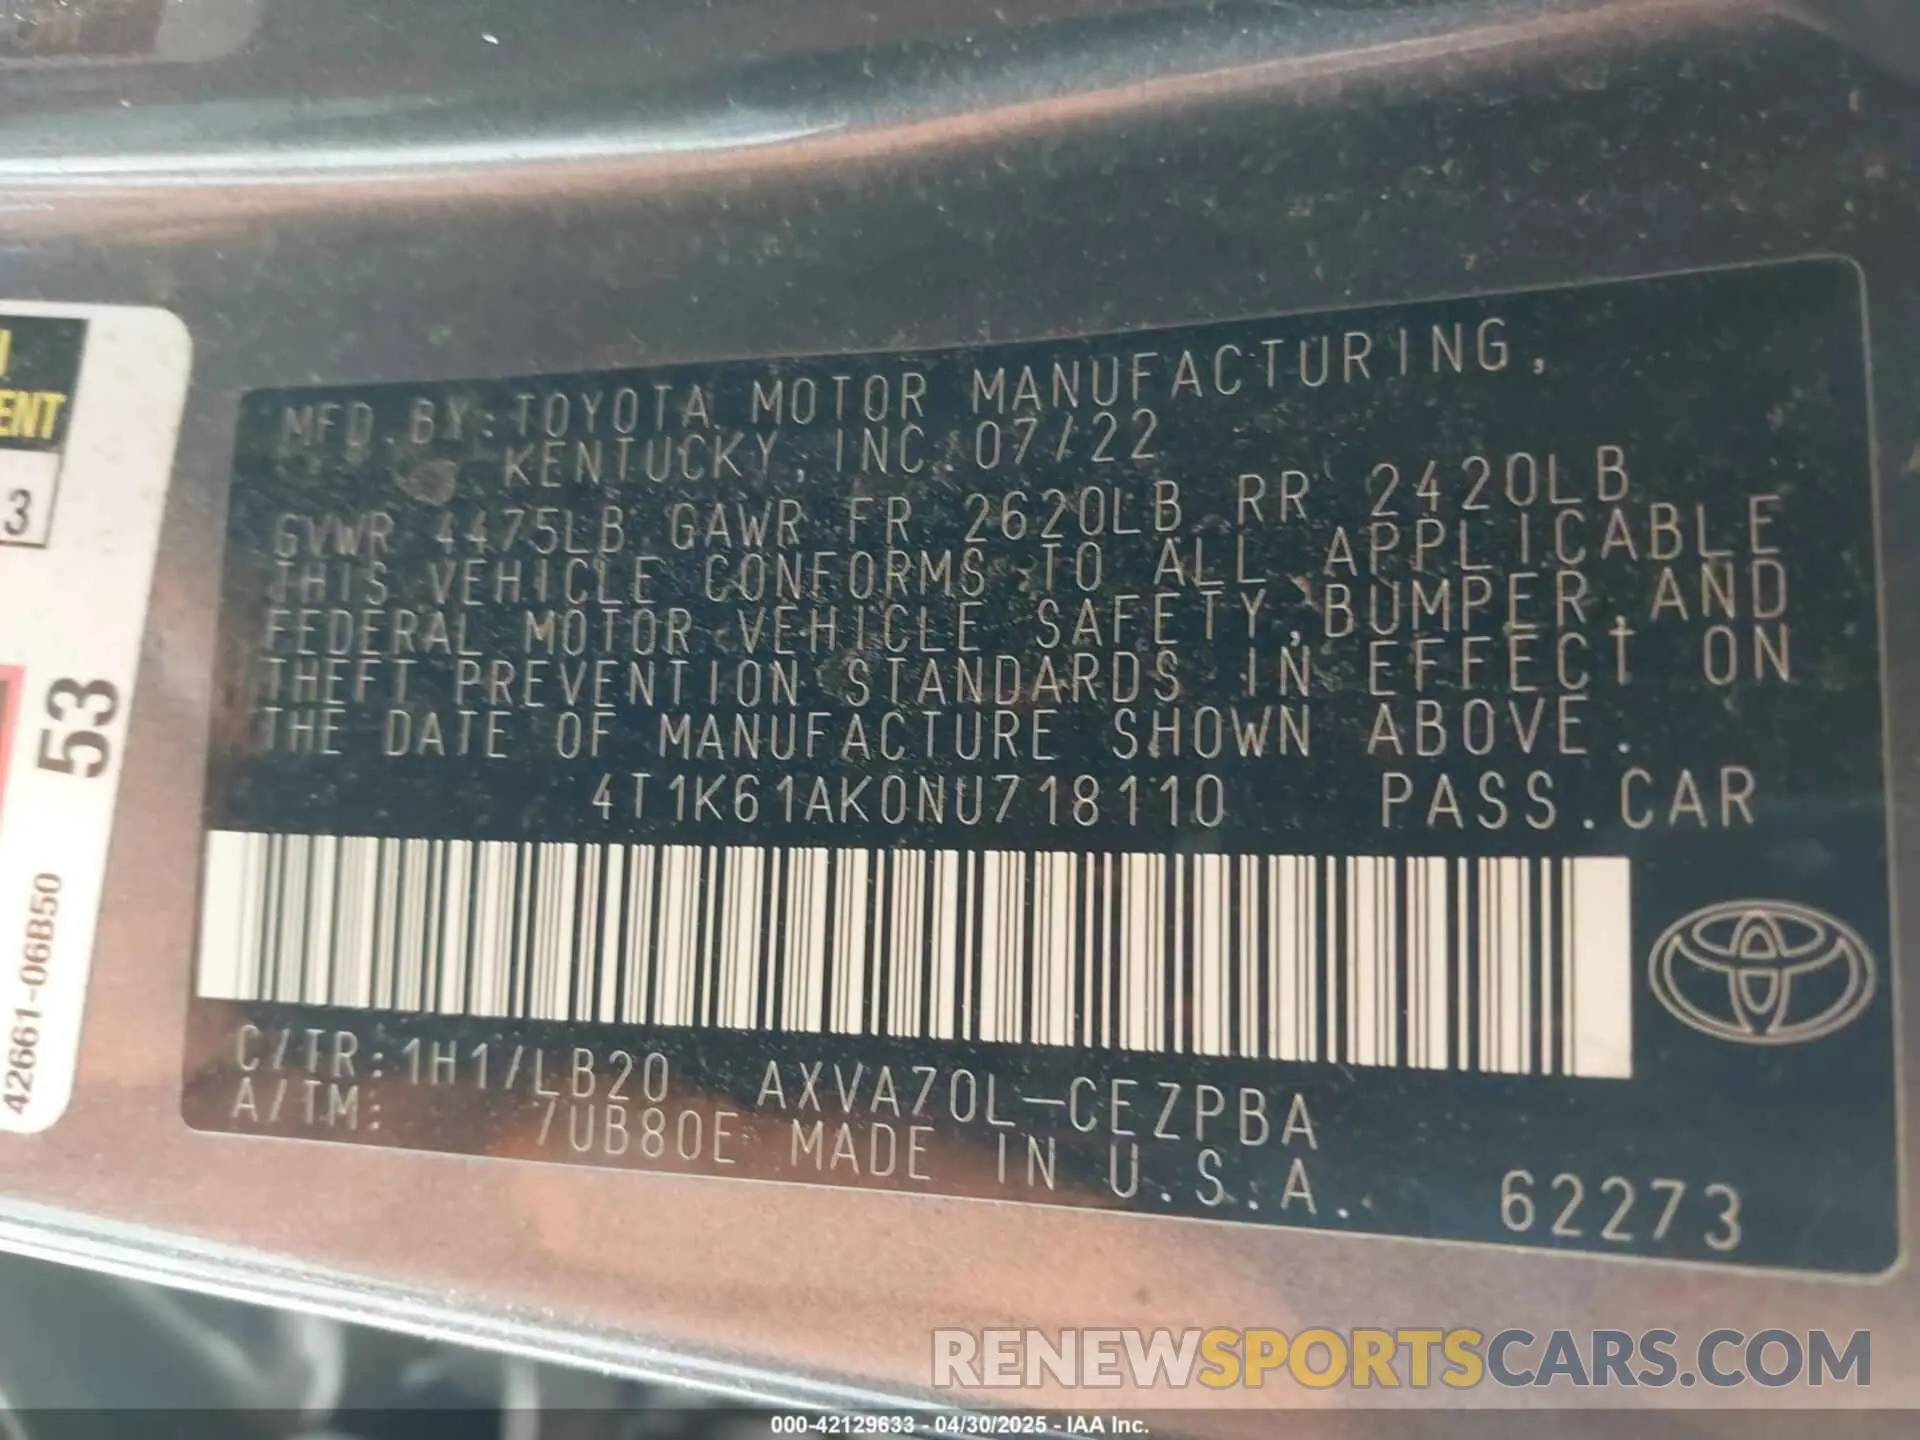 ENT
3
53
42661-06B50
MFD.BY:TOYOTA MOTOR MANUFACTURING,
KENTUCKY, INC.07/22
GVWR 4475LB GAWR FR 2620LB RR 2420LB
THIS VEHICLE CONFORMS TO ALL APPLICABLE
FEDERAL MOTOR VEHICLE SAFETY,BUMPER,AND
THEFT PREVENTION STANDARDS IN EFFECT ON
THE DATE OF MANUFACTURE SHOWN ABOVE.
4T1K61AK0NU718110 PASS.CAR
C/TR:1H1/LB20 AXVA70L-CEZPBA
A/TM: 7UB80E MADE IN U.S.A.
62273
RENEWSPORTSCARS.COM
000-42129633 - 04/30/2025 - IAA Inc.